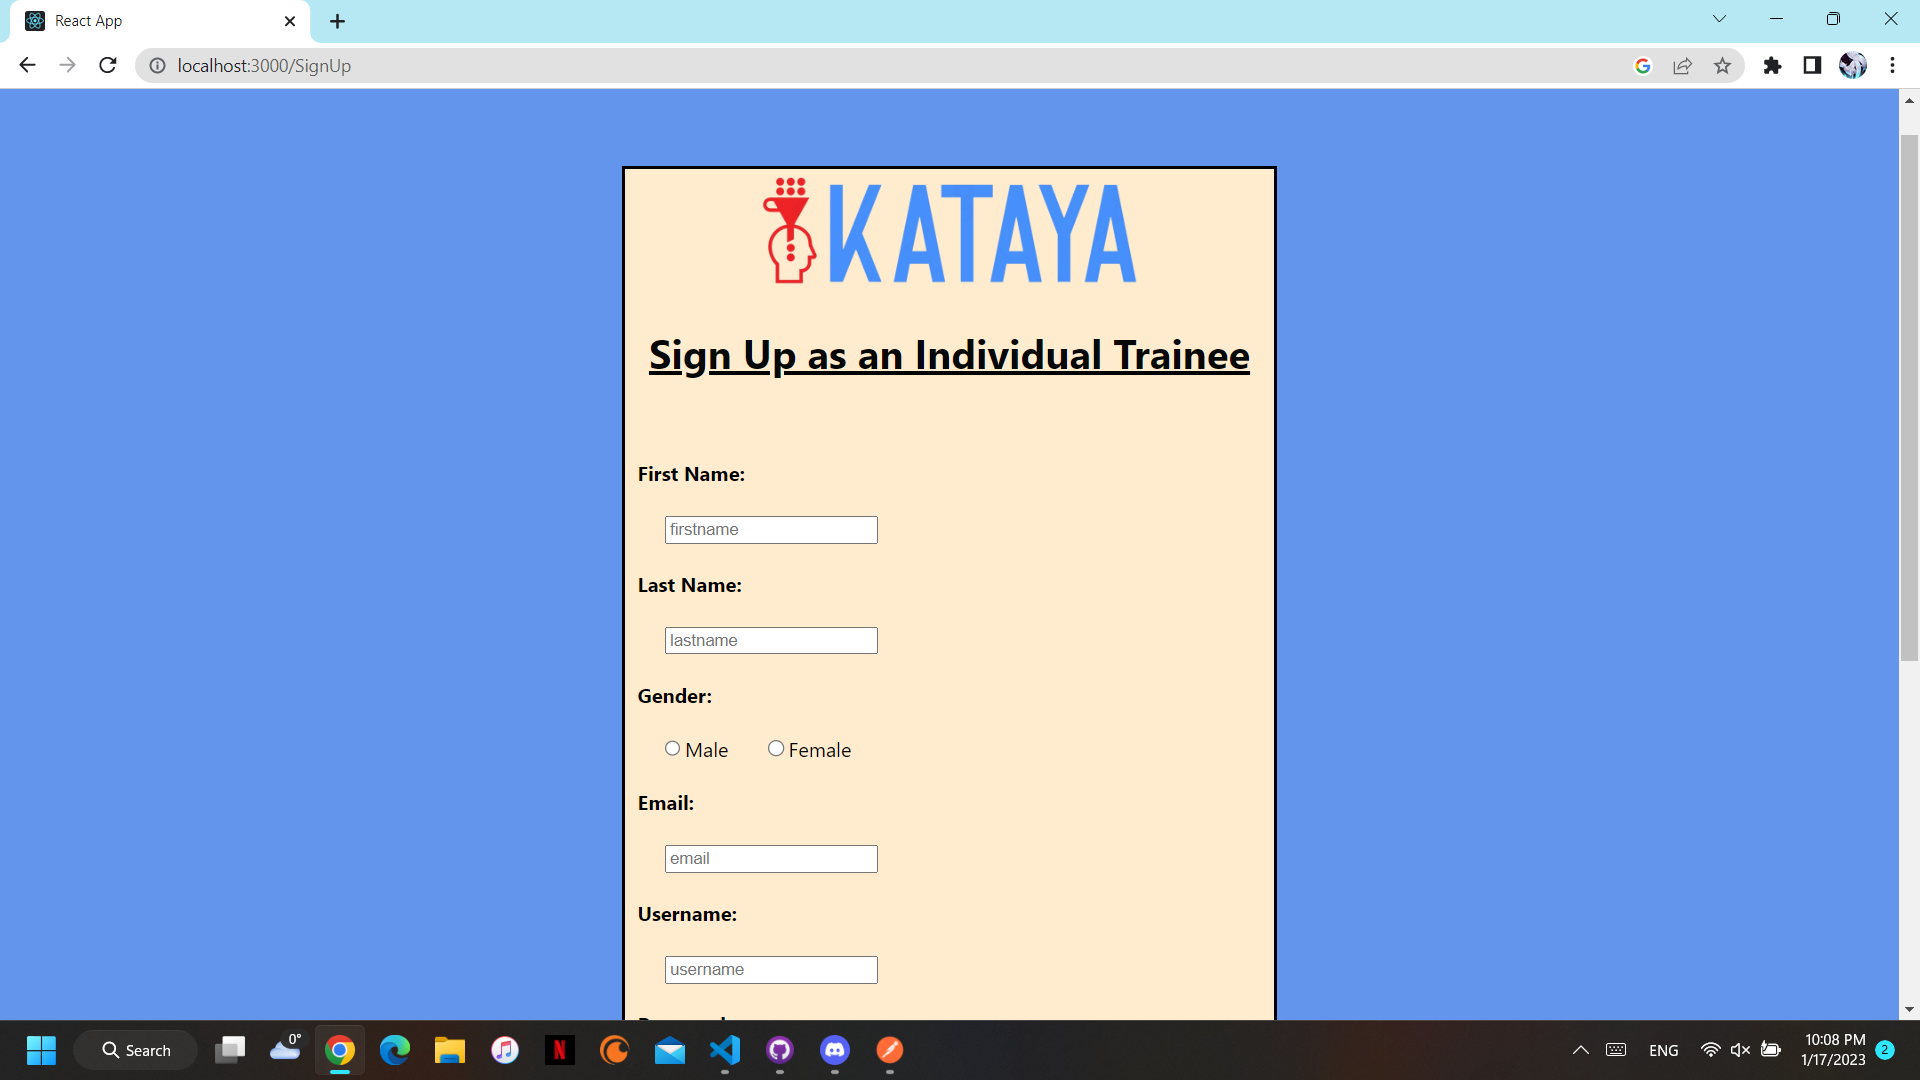 React App
localhost:3000/SignUp
KATAYA
Sign Up as an Individual Trainee
First Name:
firstname
Last Name:
lastname
Gender:
Male Female
Email:
email
Username:
username
0°
Search
ENG
10:08 PM
1/17/2023
2